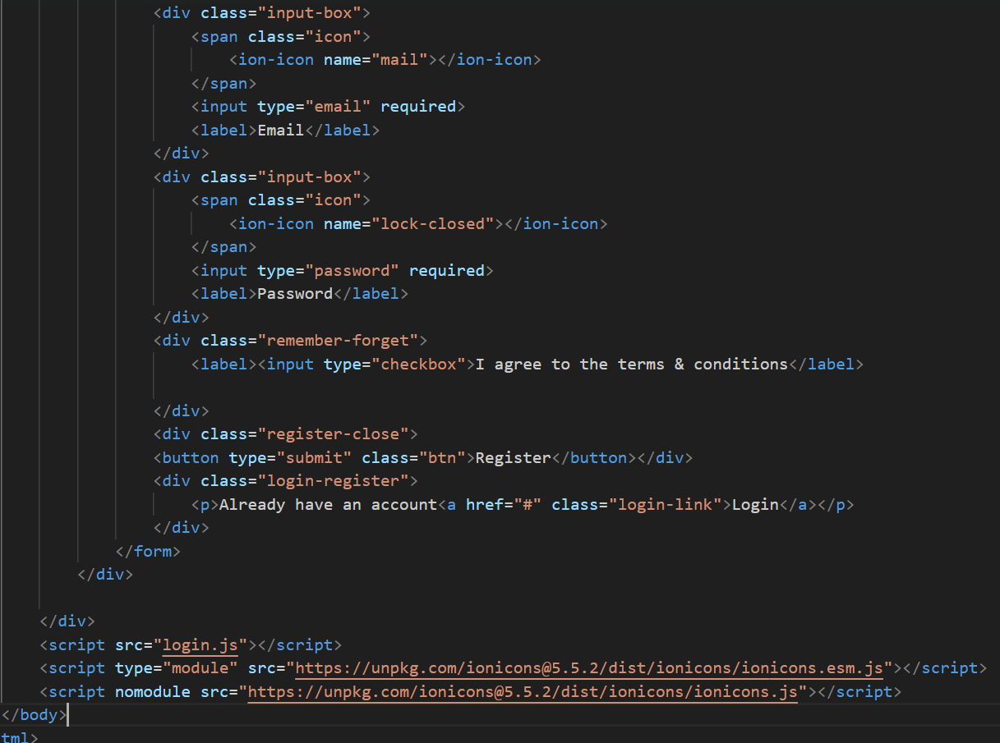 <div class="input-box">
<span class="icon">
<ion-icon name="mail"></ion-icon>
</span>
<input type="email" required>
<label>Email</label>
</div>
<div class="input-box">
<span class="icon">
<ion-icon name="lock-closed"></ion-icon>
</span>
<input type="password" required>
<label>Password</label>
</div>
<div class="remember-forget">
<label><input type="checkbox">I agree to the terms & conditions</label>
</div>
<div class="register-close">
<button type="submit" class="btn">Register</button></div>
<div class="login-register">
<p>Already have an account<a href="#" class="login-link">Login</a></p>
</div>
</form>
</div>
</div>
<script src="login.js"></script>
<script type="module" src="https://unpkg.com/ionicons@5.5.2/dist/ionicons/ionicons.esm.js"></script>
<script nomodule src="https://unpkg.com/ionicons@5.5.2/dist/ionicons/ionicons.js"></script>
</body>
tml>